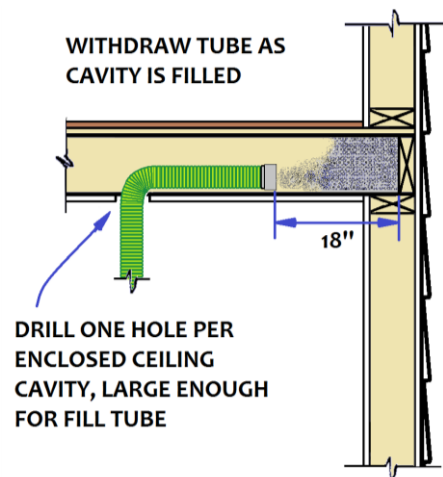 WITHDRAW TUBE AS
CAVITY IS FILLED
18"
DRILL ONE HOLE PER
ENCLOSED CEILING
CAVITY, LARGE ENOUGH
FOR FILL TUBE